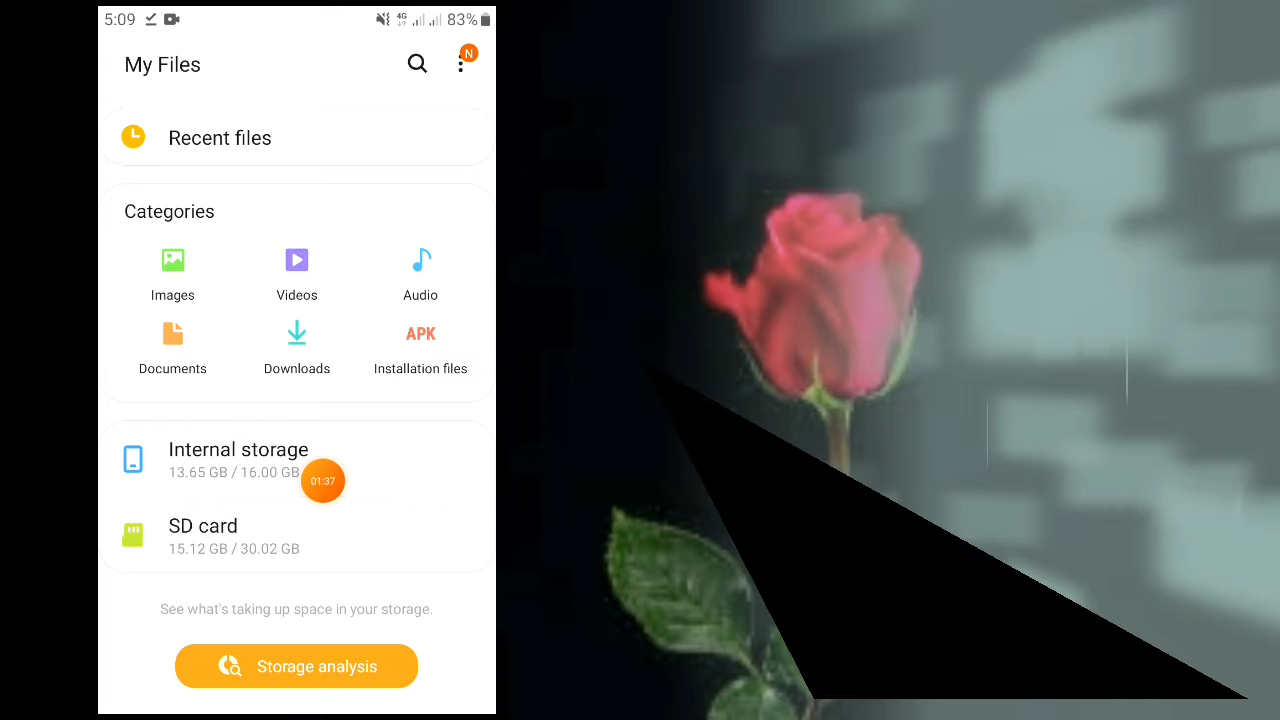 5:09 4G 83%
My Files N
Recent files
Categories
Images Videos Audio
APK
Documents Downloads Installation files
Internal storage
13.65 GB / 16.00 GB
01:37
SD card
15.12 GB / 30.02 GB
See what's taking up space in your storage.
Storage analysis